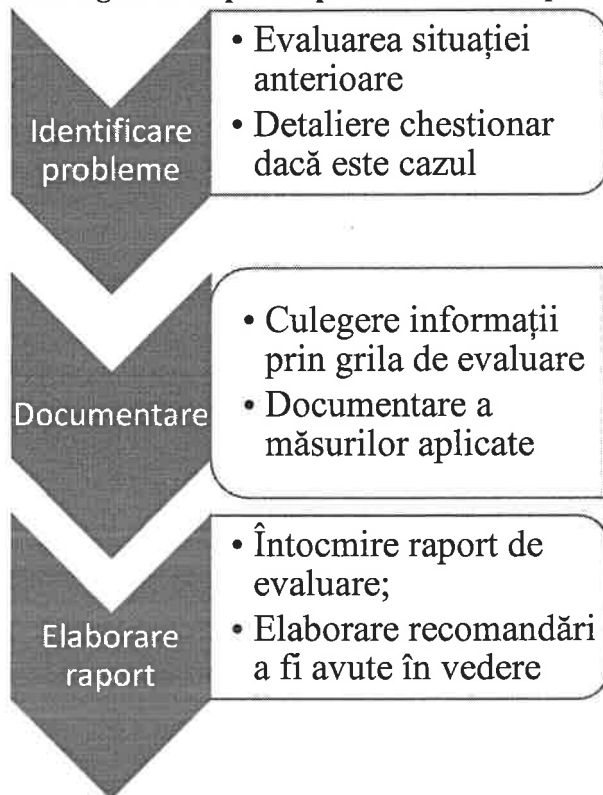 Identificare
probleme
• Evaluarea situației
anterioare
• Detaliere chestionar
dacă este cazul
Documentare
• Culegere informații
prin grila de evaluare
• Documentare a
măsurilor aplicate
Elaborare
raport
• Întocmire raport de
evaluare;
• Elaborare recomandări
a fi avute în vedere